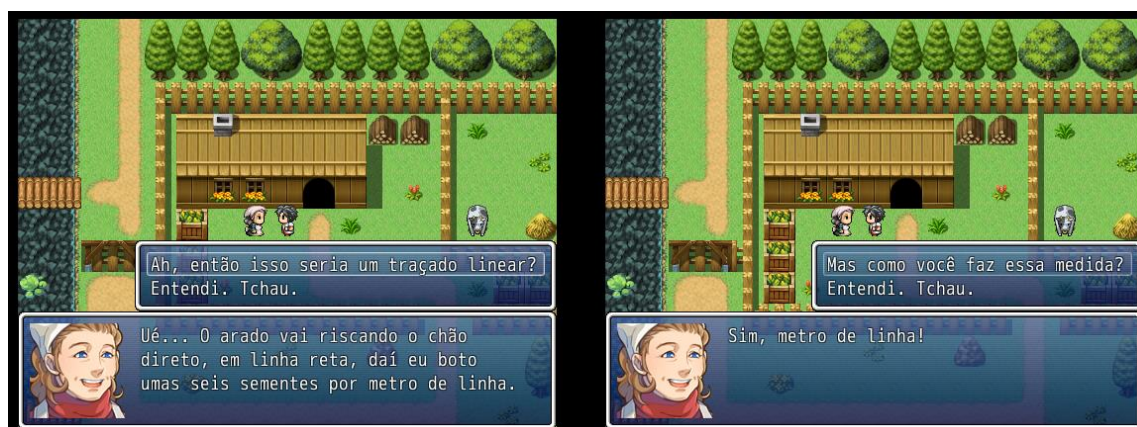 Ah, então isso seria um traçado linear?
Entendi. Tchau.
Ué... O arado vai riscando o chão
direto, em linha reta, daí eu boto
umas seis sementes por metro de linha.
Mas como você faz essa medida?
Entendi. Tchau.
Sim, metro de linha!